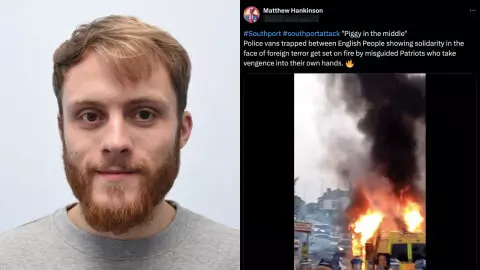 Matthew Hankinson
#Southport #southportattack "Piggy in the middle"
Police vans trapped between English People showing solidarity in the
face of foreign terror get set on fire by misguided Patriots who take
vengence into their own hands. 🔥